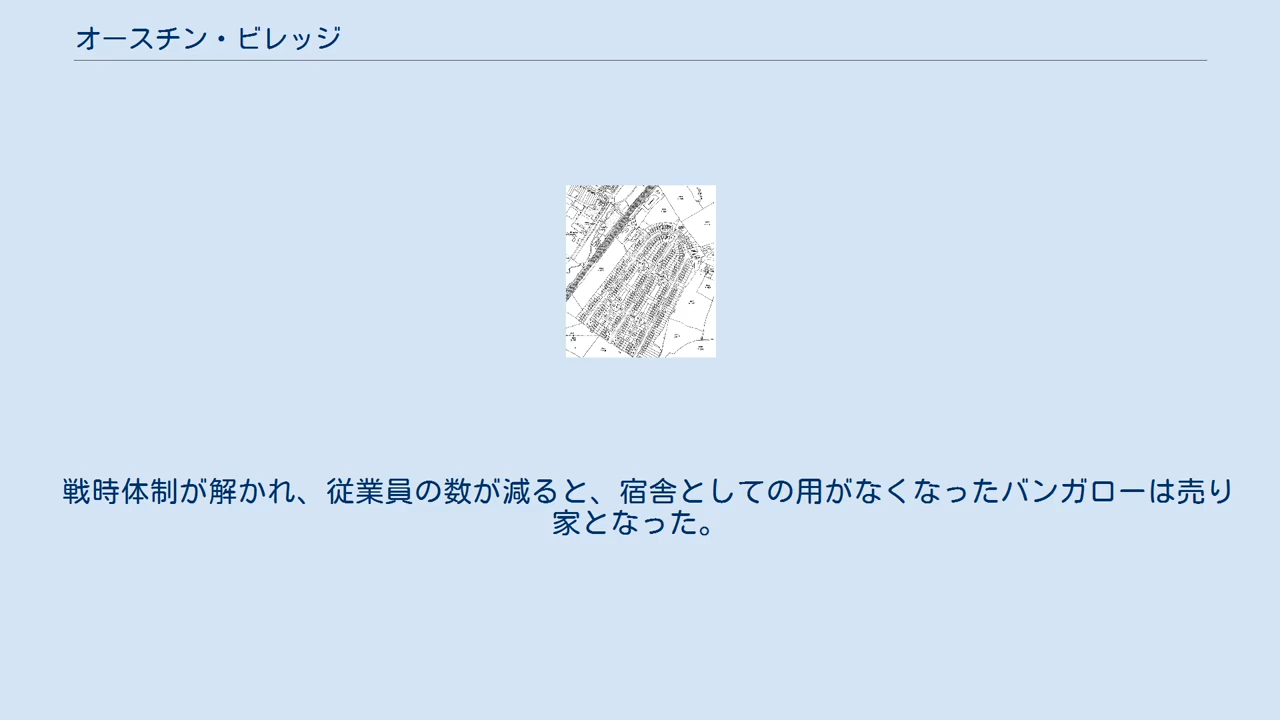 オースチン・ビレッジ
戦時体制が解かれ、従業員の数が減ると、宿舎としての用がなくなったバンガローは売り
家となった。